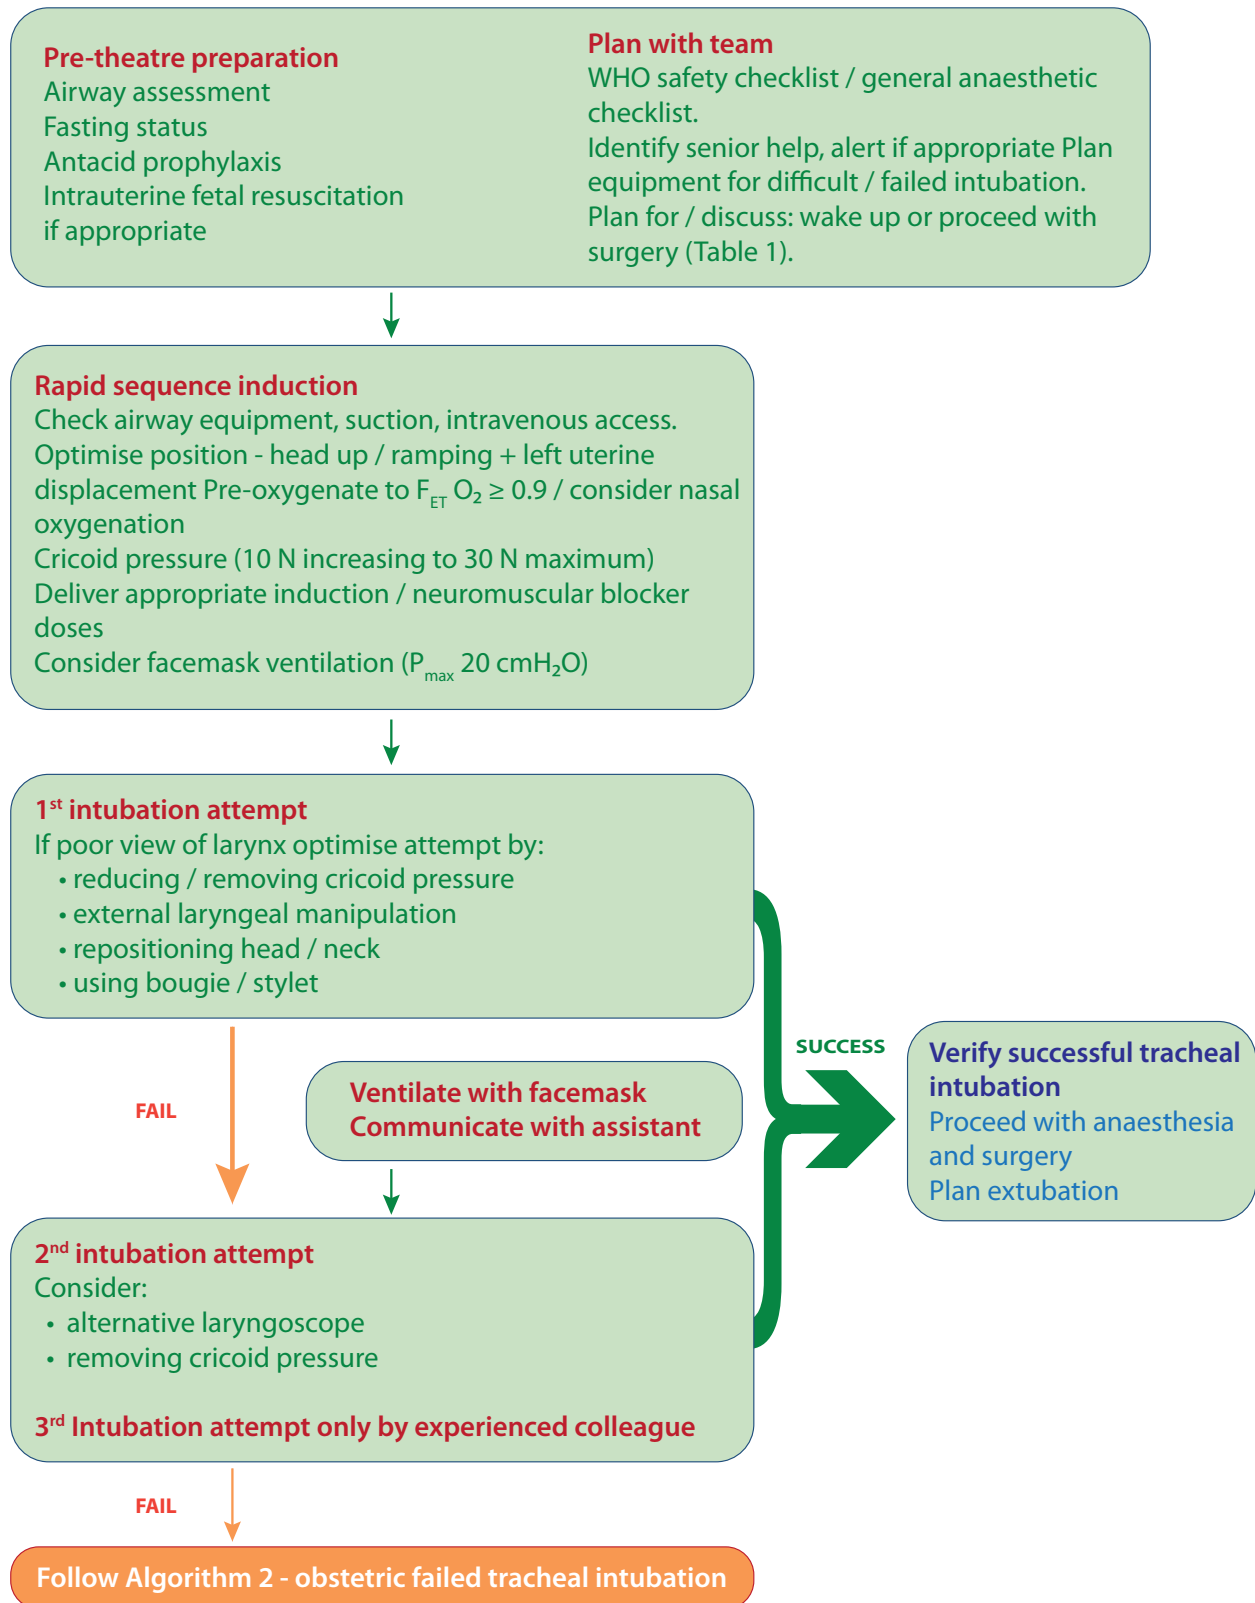 Pre-theatre preparation
Airway assessment
Fasting status
Antacid prophylaxis
Intrauterine fetal resuscitation
if appropriate
Plan with team
WHO safety checklist / general anaesthetic
checklist.
Identify senior help, alert if appropriate Plan
equipment for difficult / failed intubation.
Plan for / discuss: wake up or proceed with
surgery (Table 1).
Rapid sequence induction
Check airway equipment, suction, intravenous access.
Optimise position - head up / ramping + left uterine
displacement Pre-oxygenate to FET O₂ ≥ 0.9 / consider nasal
oxygenation
Cricoid pressure (10 N increasing to 30 N maximum)
Deliver appropriate induction / neuromuscular blocker
doses
Consider facemask ventilation (Pmax 20 cmH₂O)
1st intubation attempt
If poor view of larynx optimise attempt by:
• reducing / removing cricoid pressure
• external laryngeal manipulation
• repositioning head / neck
• using bougie / stylet
FAIL
Ventilate with facemask
Communicate with assistant
SUCCESS
Verify successful tracheal
intubation
Proceed with anaesthesia
and surgery
Plan extubation
2nd intubation attempt
Consider:
• alternative laryngoscope
• removing cricoid pressure
3rd Intubation attempt only by experienced colleague
FAIL
Follow Algorithm 2 - obstetric failed tracheal intubation